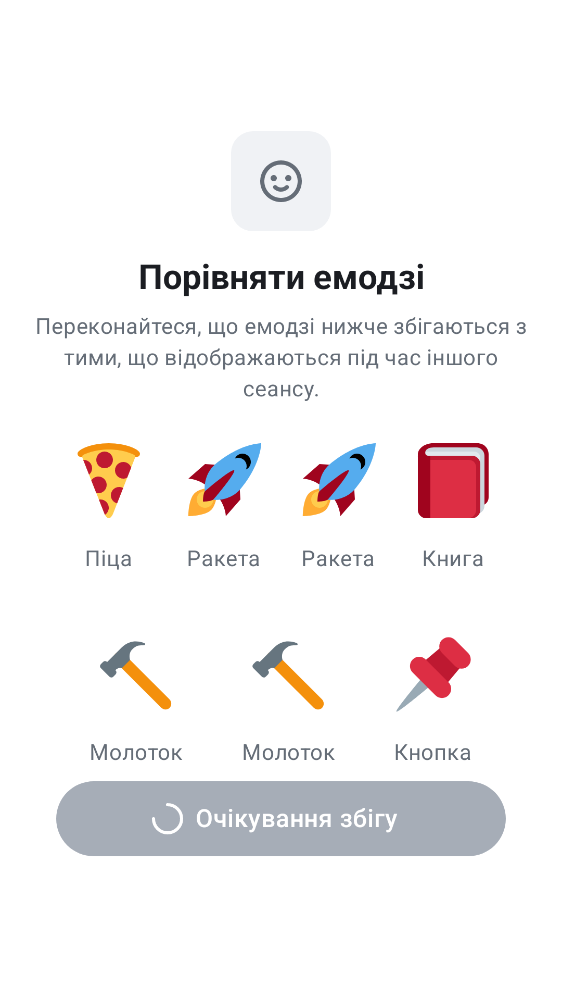 Порівняти емодзі
Переконайтеся, що емодзі нижче збігаються з
тими, що відображаються під час іншого
сеансу.
Піца
Ракета
Ракета
Книга
Молоток
Молоток
Кнопка
Очікування збігу